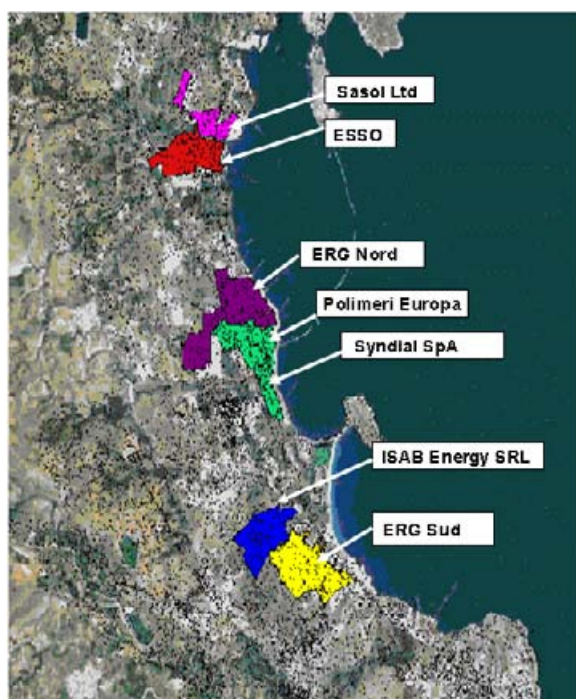 Sasol Ltd
ESSO
ERG Nord
Polimeri Europa
Syndial SpA
ISAB Energy SRL
ERG Sud